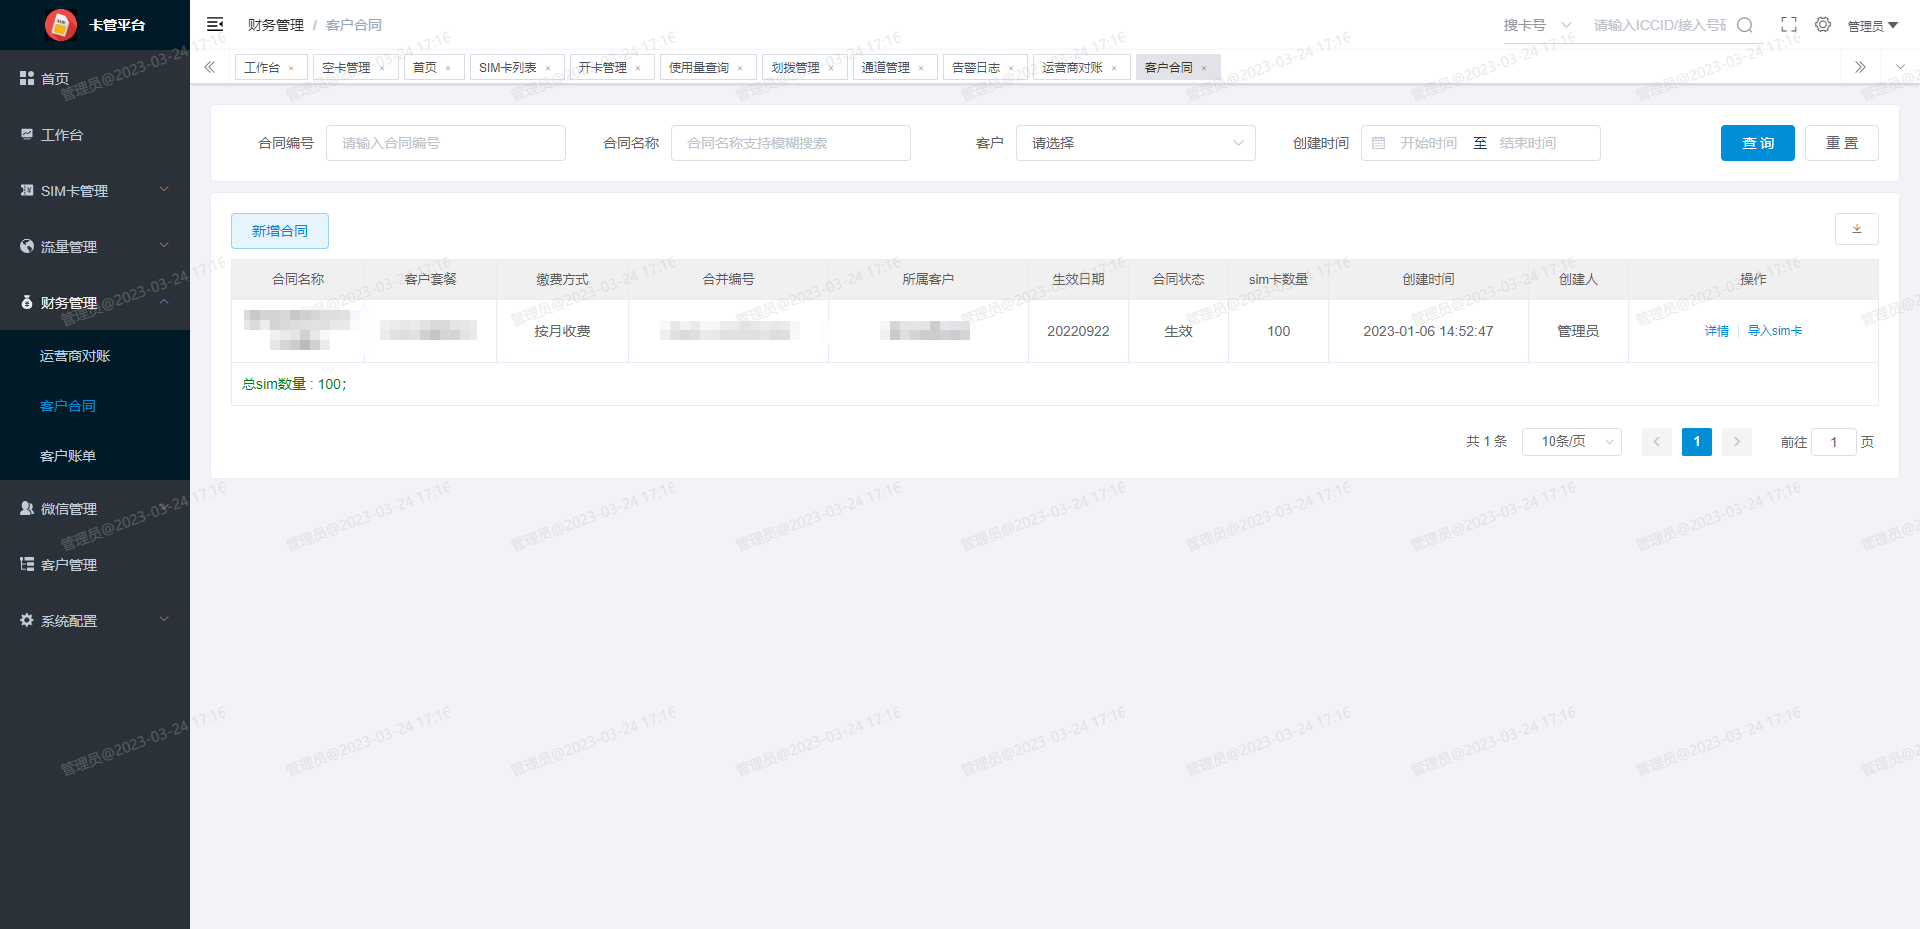 卡管平台
财务管理 / 客户合同
搜卡号 请输入ICCID/接入号码 管理员
工作台 × 空卡管理 × 首页 × SIM卡列表 × 开卡管理 × 使用量查询 × 划拨管理 × 通道管理 × 告警日志 × 运营商对账 × 客户合同 ×
首页
工作台
SIM卡管理
流量管理
财务管理
运营商对账
客户合同
客户账单
微信管理
客户管理
系统配置
合同编号 请输入合同编号 合同名称 合同名称支持模糊搜索 客户 请选择 创建时间 开始时间 至 结束时间 查询 重置
新增合同
合同名称 客户套餐 缴费方式 合并编号 所属客户 生效日期 合同状态 sim卡数量 创建时间 创建人 操作
按月收费 20220922 生效 100 2023-01-06 14:52:47 管理员 详情 导入sim卡
总sim数量 : 100;
共 1 条 10条/页 1 前往 1 页
管理员@2023-03-24 17:16